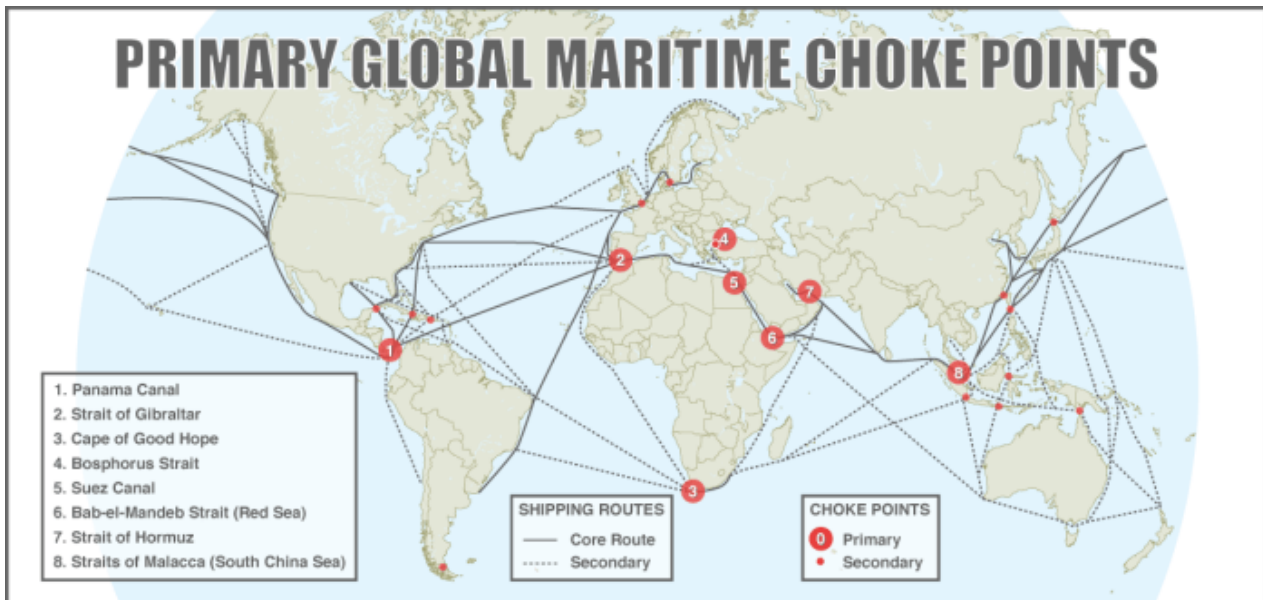 PRIMARY GLOBAL MARITIME CHOKE POINTS
2
4
5
7
6
1
8
3
1. Panama Canal
2. Strait of Gibraltar
3. Cape of Good Hope
4. Bosphorus Strait
5. Suez Canal
6. Bab-el-Mandeb Strait (Red Sea)
7. Strait of Hormuz
8. Straits of Malacca (South China Sea)
SHIPPING ROUTES
Core Route
Secondary
CHOKE POINTS
0 Primary
Secondary